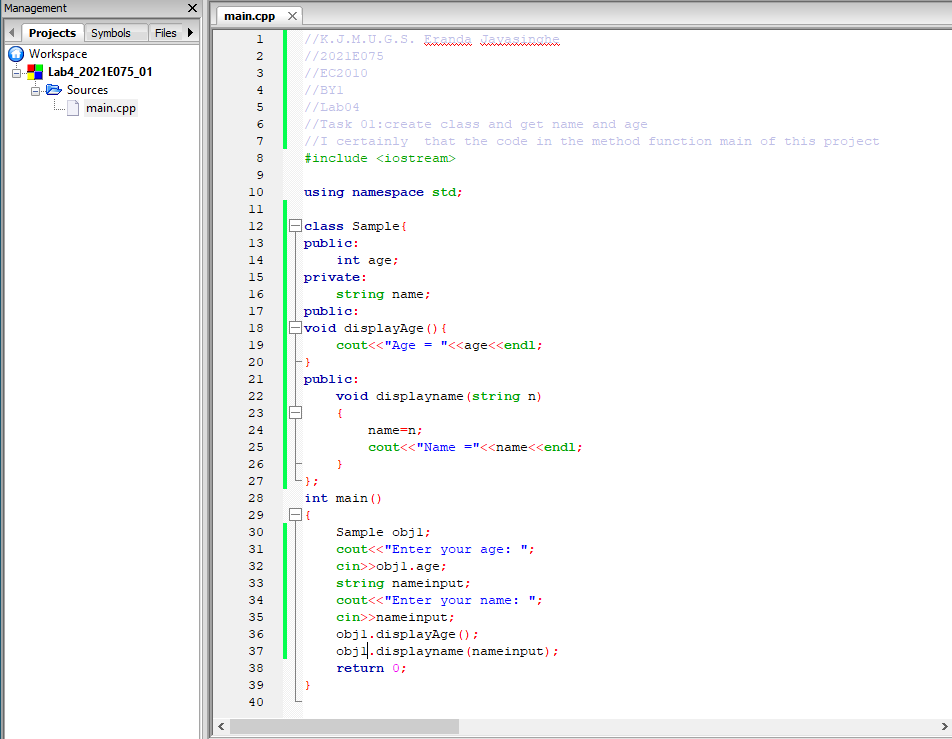 Management
Projects Symbols Files
Workspace
Lab4_2021E075_01
Sources
main.cpp
main.cpp
1 //K.J.M.U.G.S. Eranda Jayasinghe
2 //2021E075
3 //EC2010
4 //BY1
5 //Lab04
6 //Task 01:create class and get name and age
7 //I certainly  that the code in the method function main of this project
8 #include <iostream>
9
10 using namespace std;
11
12 class Sample{
13 public:
14     int age;
15 private:
16     string name;
17 public:
18 void displayAge(){
19     cout<<"Age = "<<age<<endl;
20 }
21 public:
22     void displayname(string n)
23     {
24         name=n;
25         cout<<"Name ="<<name<<endl;
26     }
27 };
28 int main()
29 {
30     Sample obj1;
31     cout<<"Enter your age: ";
32     cin>>obj1.age;
33     string nameinput;
34     cout<<"Enter your name: ";
35     cin>>nameinput;
36     obj1.displayAge();
37     obj1.displayname(nameinput);
38     return 0;
39 }
40